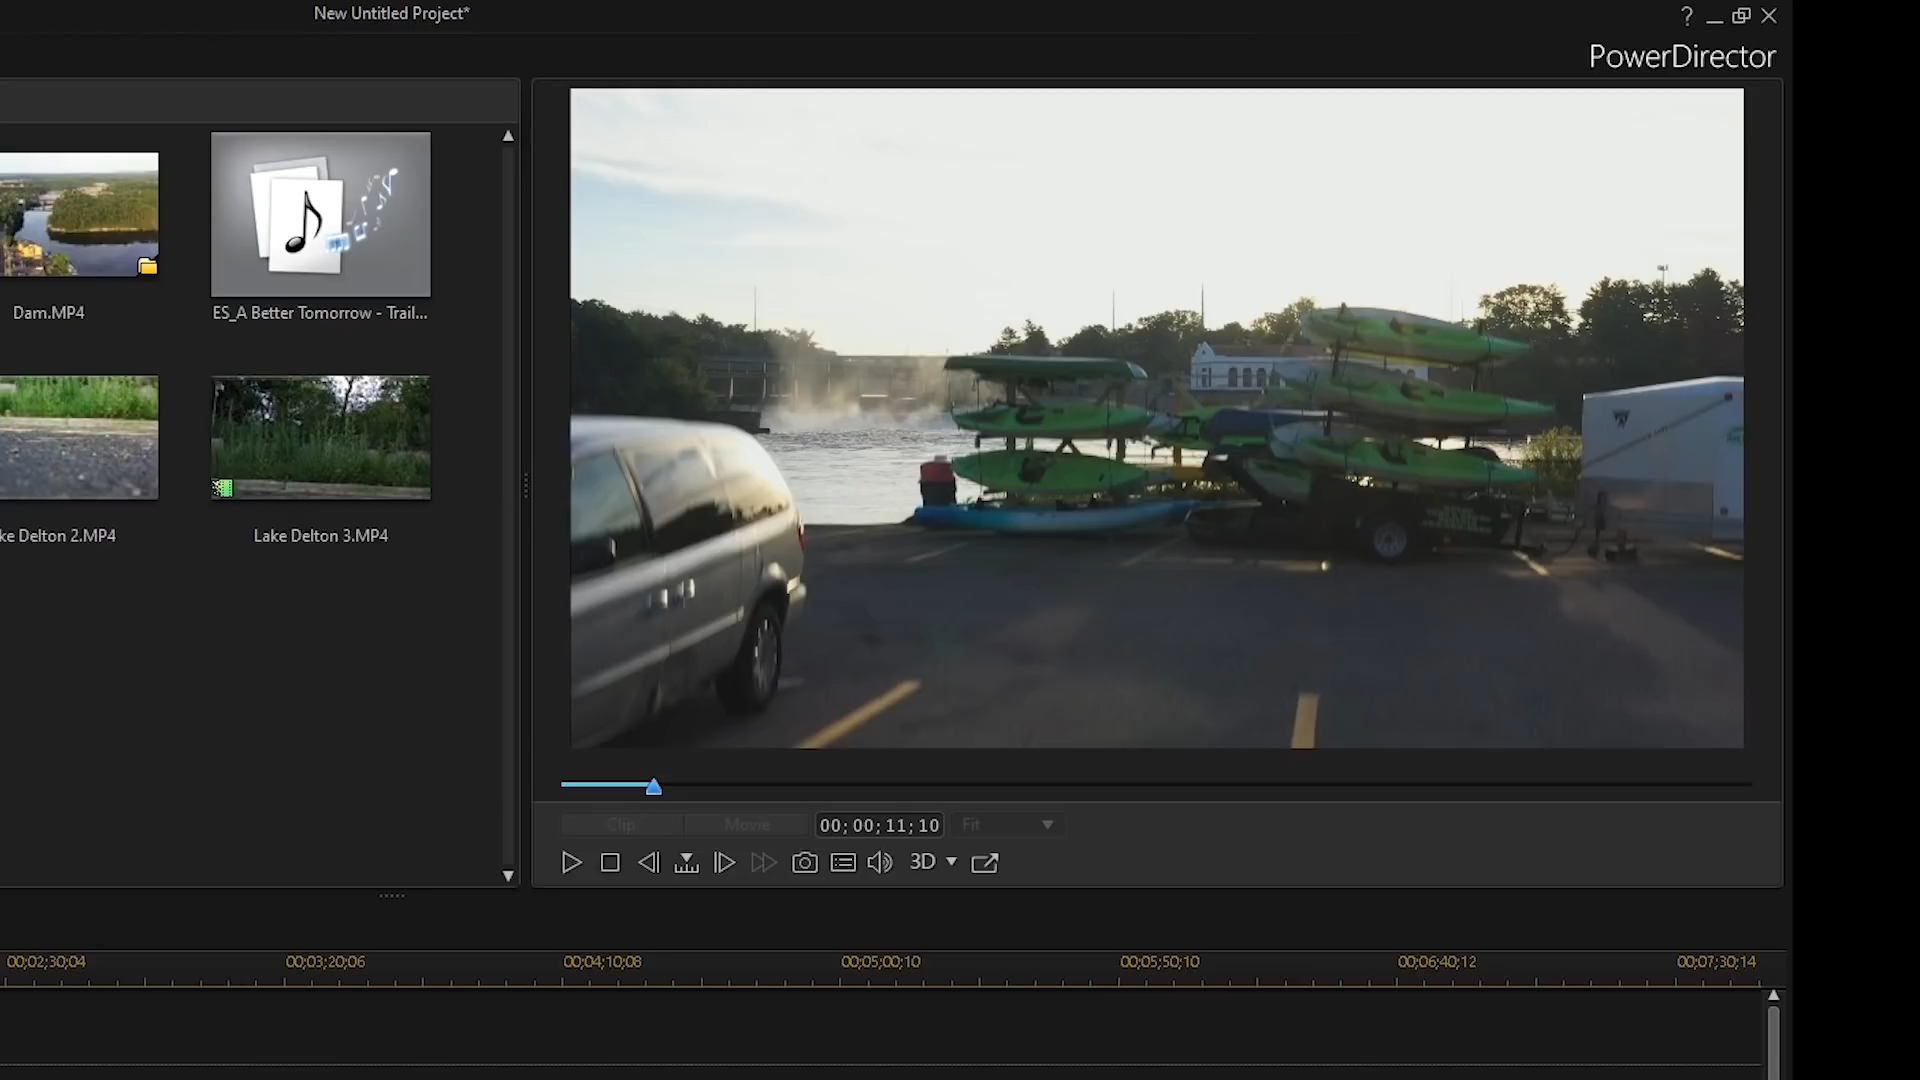 New Untitled Project*
?
PowerDirector
Dam.MP4
ES_A Better Tomorrow - Trail...
ke Delton 2.MP4
Lake Delton 3.MP4
Clip
Movie
00; 00; 11; 10
Fit
3D
00;02;30;04
00;03;20;06
00;04;10;08
00;05;00;10
00;05;50;10
00;06;40;12
00;07;30;14